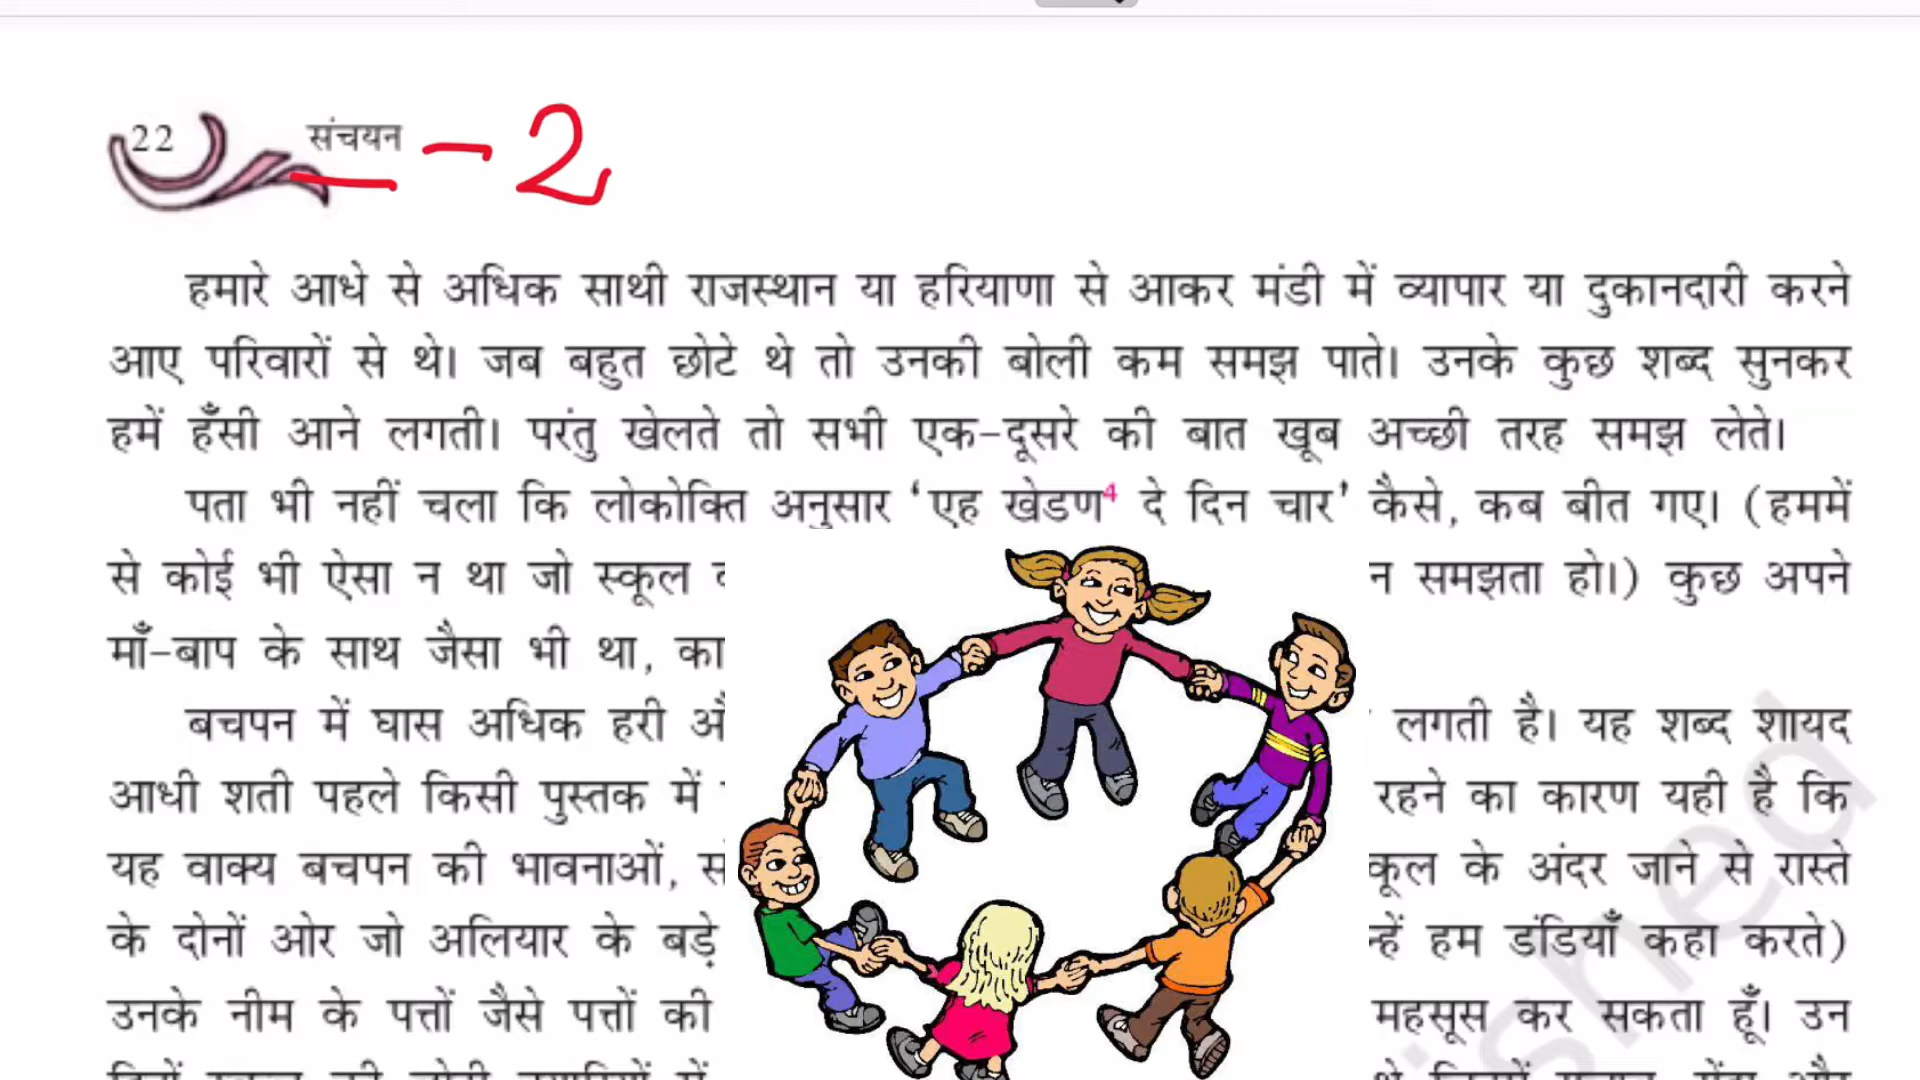 22 संचयन - 2
हमारे आधे से अधिक साथी राजस्थान या हरियाणा से आकर मंडी में व्यापार या दुकानदारी करने
आए परिवारों से थे। जब बहुत छोटे थे तो उनकी बोली कम समझ पाते। उनके कुछ शब्द सुनकर
हमें हँसी आने लगती। परंतु खेलते तो सभी एक-दूसरे की बात खूब अच्छी तरह समझ लेते।
पता भी नहीं चला कि लोकोक्ति अनुसार ‘एह खेडण4 दे दिन चार’ कैसे, कब बीत गए। (हममें
से कोई भी ऐसा न था जो स्कूल न समझता हो।) कुछ अपने
माँ-बाप के साथ जैसा भी था, का
बचपन में घास अधिक हरी लगती है। यह शब्द शायद
आधी शती पहले किसी पुस्तक में रहने का कारण यही है कि
यह वाक्य बचपन की भावनाओं, कूल के अंदर जाने से रास्ते
के दोनों ओर जो अलियार के बड़े न्हें हम डंडियाँ कहा करते)
उनके नीम के पत्तों जैसे पत्तों की महसूस कर सकता हूँ। उन
shed